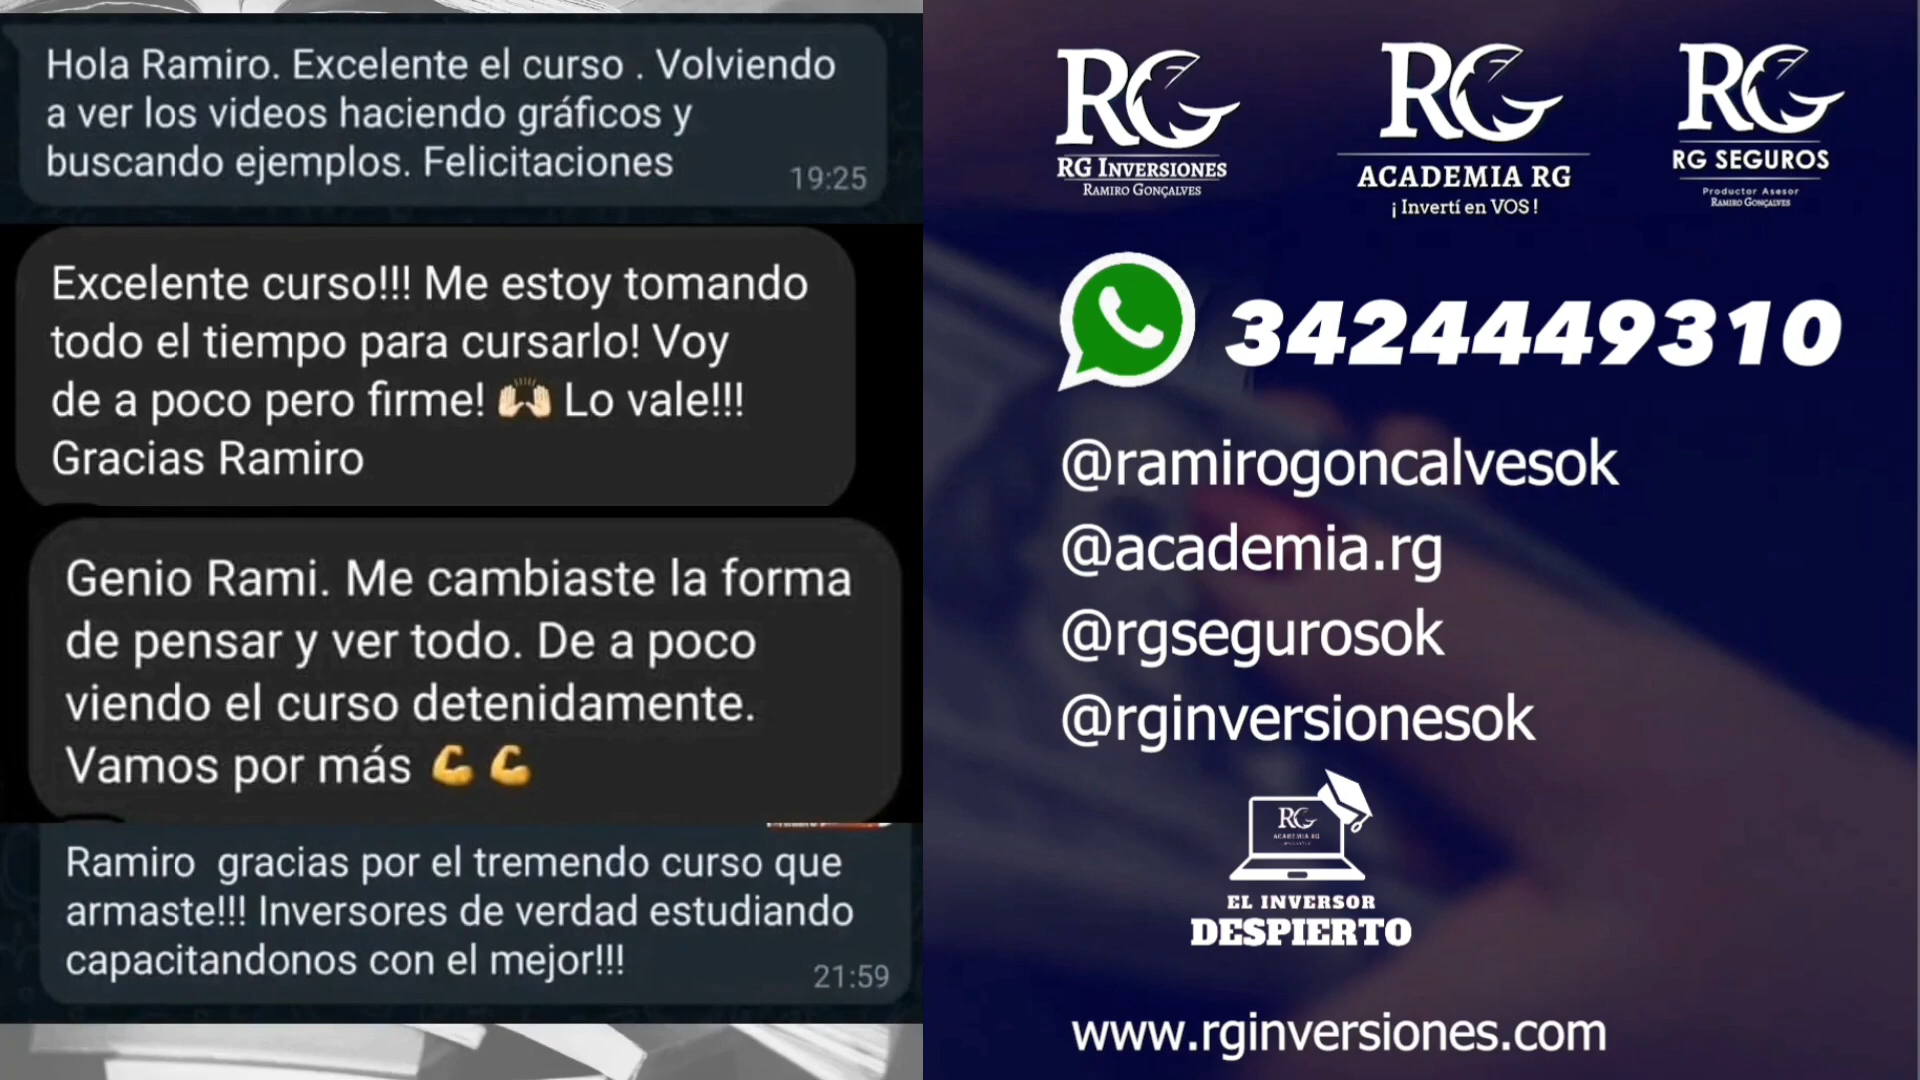 Hola Ramiro. Excelente el curso . Volviendo
a ver los videos haciendo gráficos y
buscando ejemplos. Felicitaciones
19:25
Excelente curso!!! Me estoy tomando
todo el tiempo para cursarlo! Voy
de a poco pero firme! 🙌🏻 Lo vale!!!
Gracias Ramiro
Genio Rami. Me cambiaste la forma
de pensar y ver todo. De a poco
viendo el curso detenidamente.
Vamos por más 💪 💪
Ramiro gracias por el tremendo curso que
armaste!!! Inversores de verdad estudiando
capacitandonos con el mejor!!!
21:59
RG
RG INVERSIONES
RAMIRO GONÇALVES
RG
ACADEMIA RG
¡ Invertí en VOS !
RG
RG SEGUROS
Productor Asesor
RAMIRO GONÇALVES
3424449310
@ramirogoncalvesok
@academia.rg
@rgsegurosok
@rginversionesok
RG
ACADEMIA RG
EL INVERSOR
DESPIERTO
www.rginversiones.com